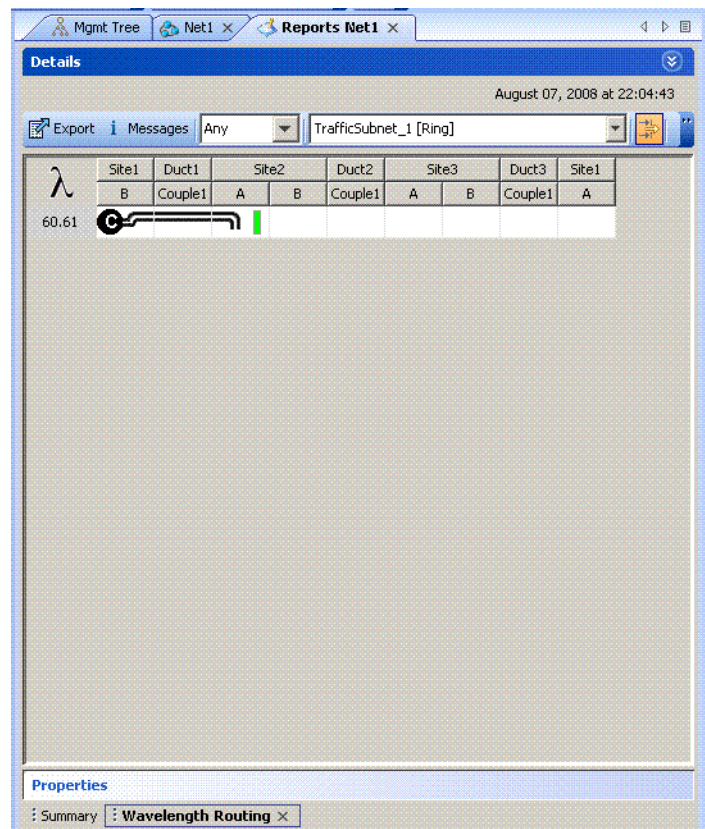 Mgmt Tree Net1 Reports Net1
Details
August 07, 2008 at 22:04:43
Export i Messages Any TrafficSubnet_1 [Ring]
λ Site1 Duct1 Site2 Duct2 Site3 Duct3 Site1
B Couple1 A B Couple1 A B Couple1 A
60.61 C
Properties
Summary Wavelength Routing